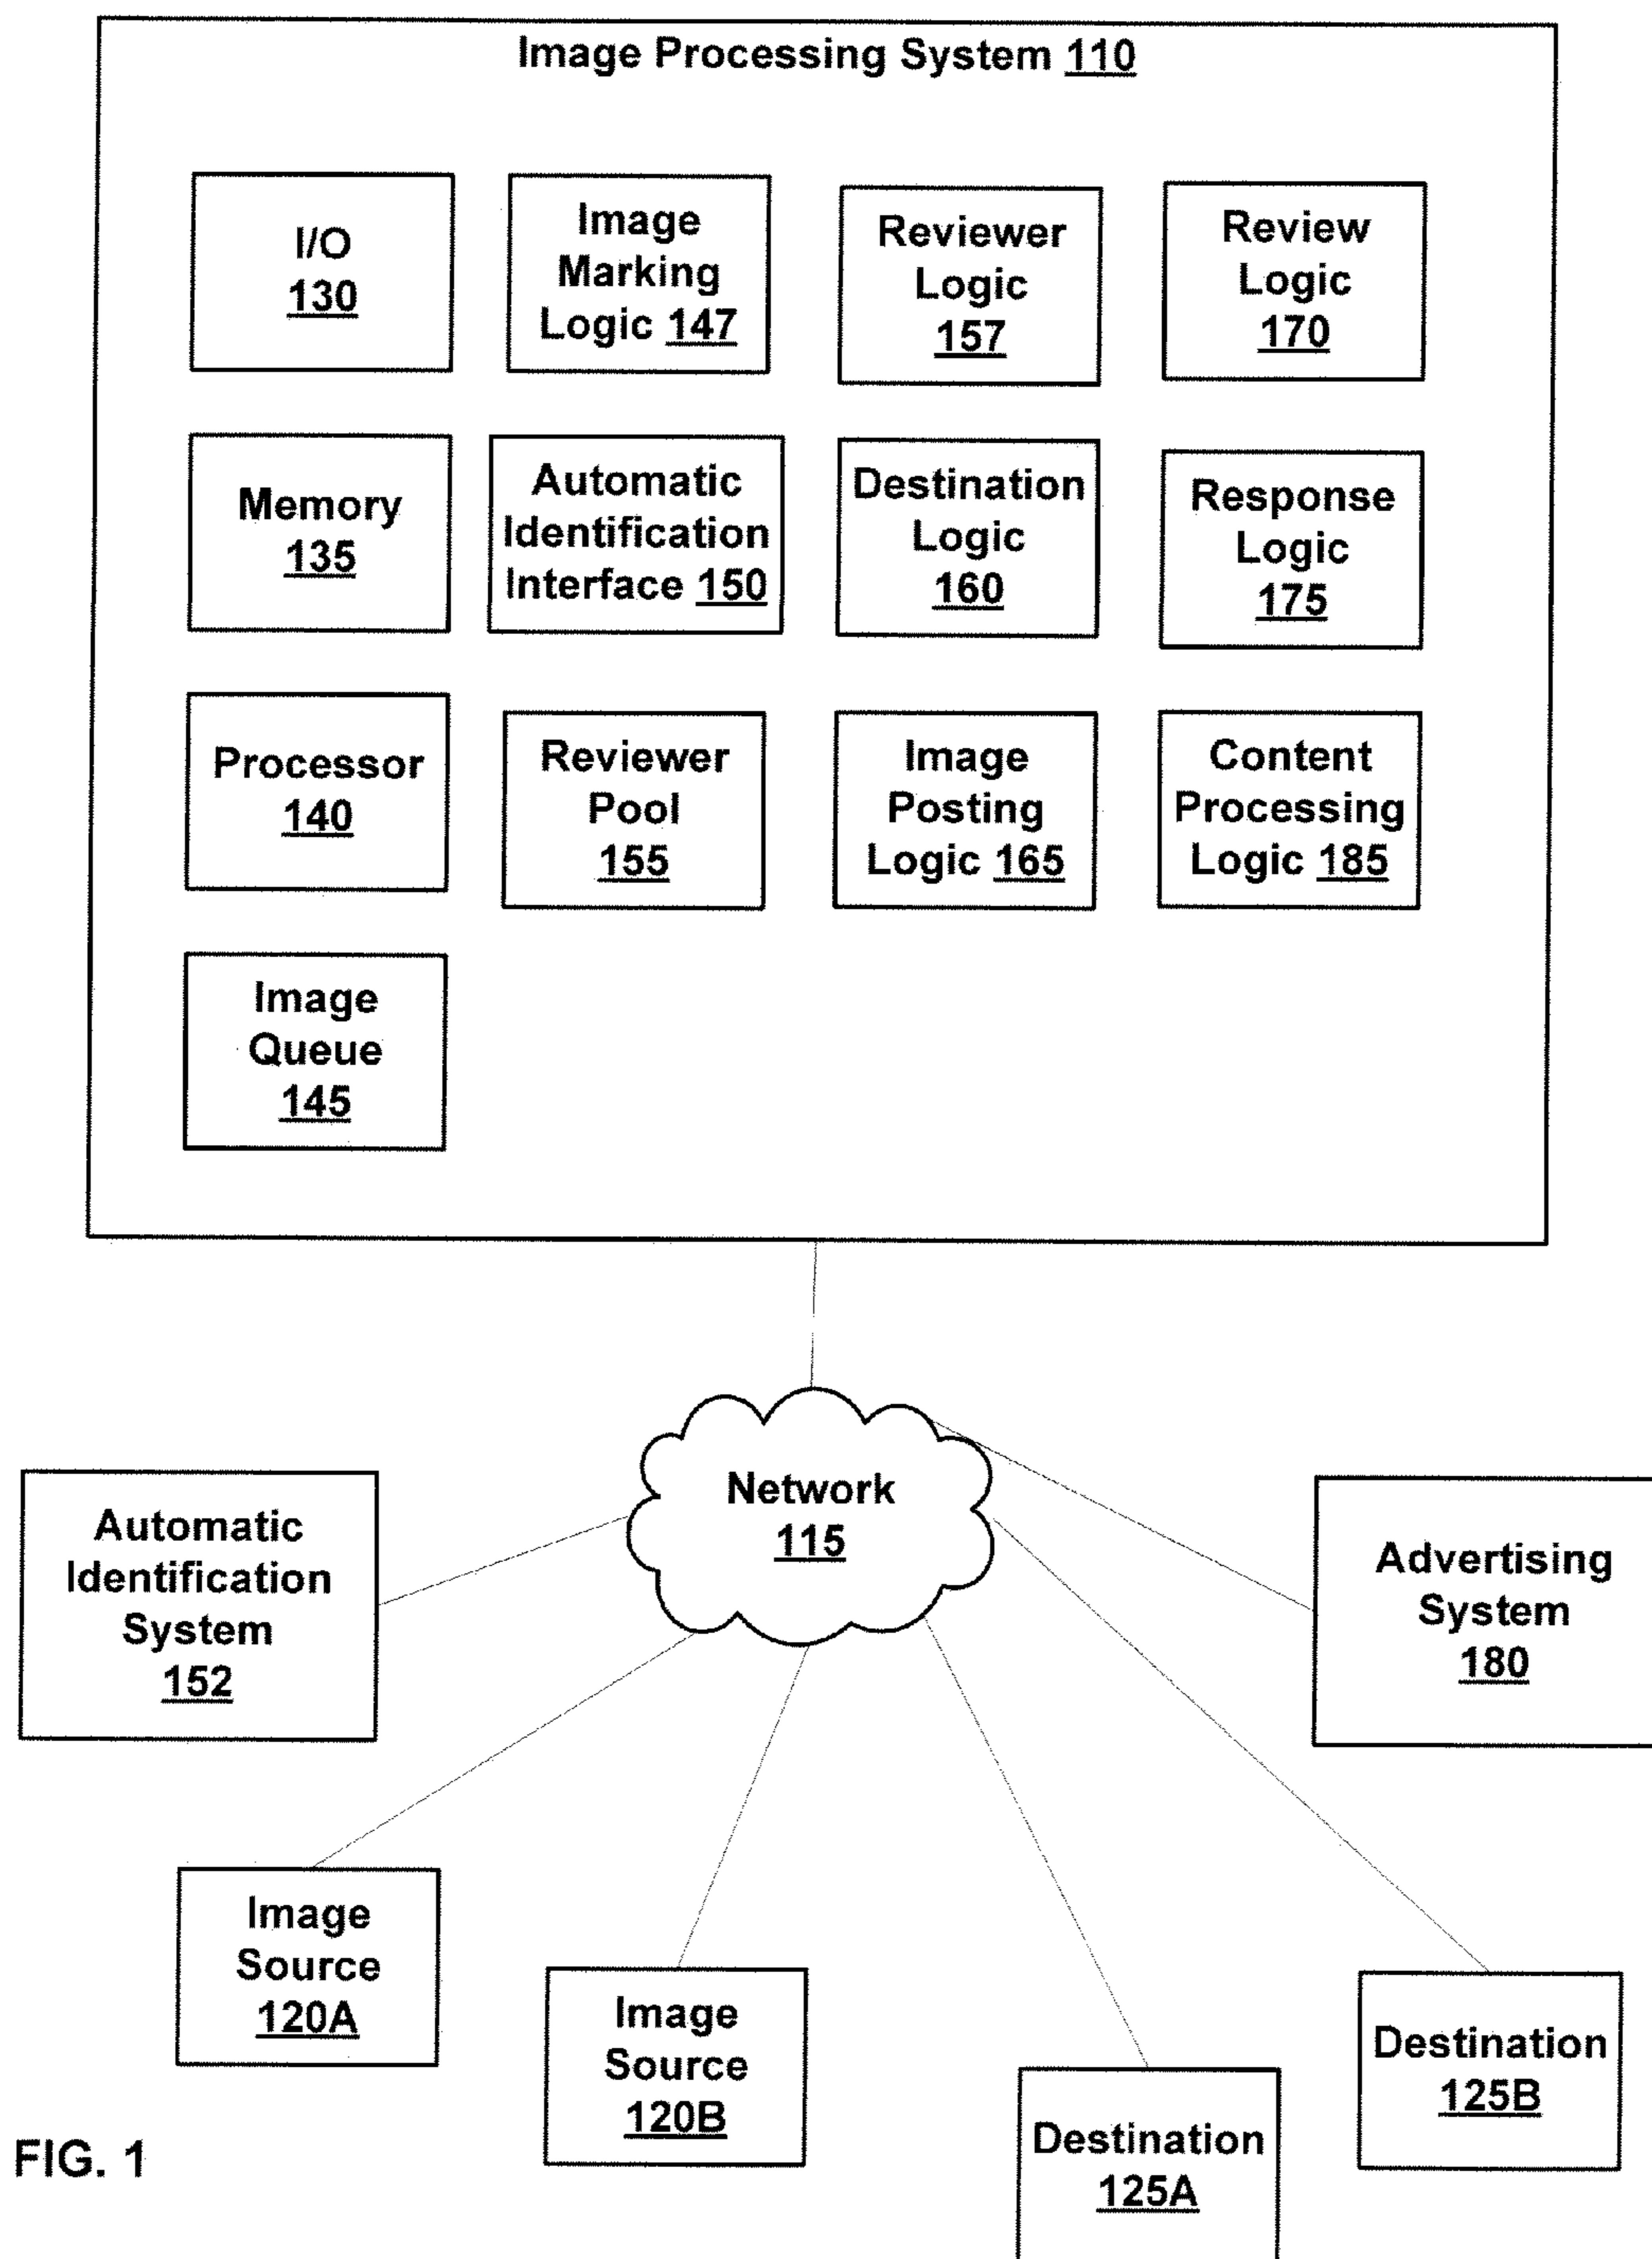 Image Processing System 110
I/O
130
Image
Marking
Logic 147
Reviewer
Logic
157
Review
Logic
170
Memory
135
Automatic
Identification
Interface 150
Destination
Logic
160
Response
Logic
175
Processor
140
Reviewer
Pool
155
Image
Posting
Logic 165
Content
Processing
Logic 185
Image
Queue
145
Network
115
Automatic
Identification
System
152
Advertising
System
180
Image
Source
120A
Image
Source
120B
Destination
125A
Destination
125B
FIG. 1